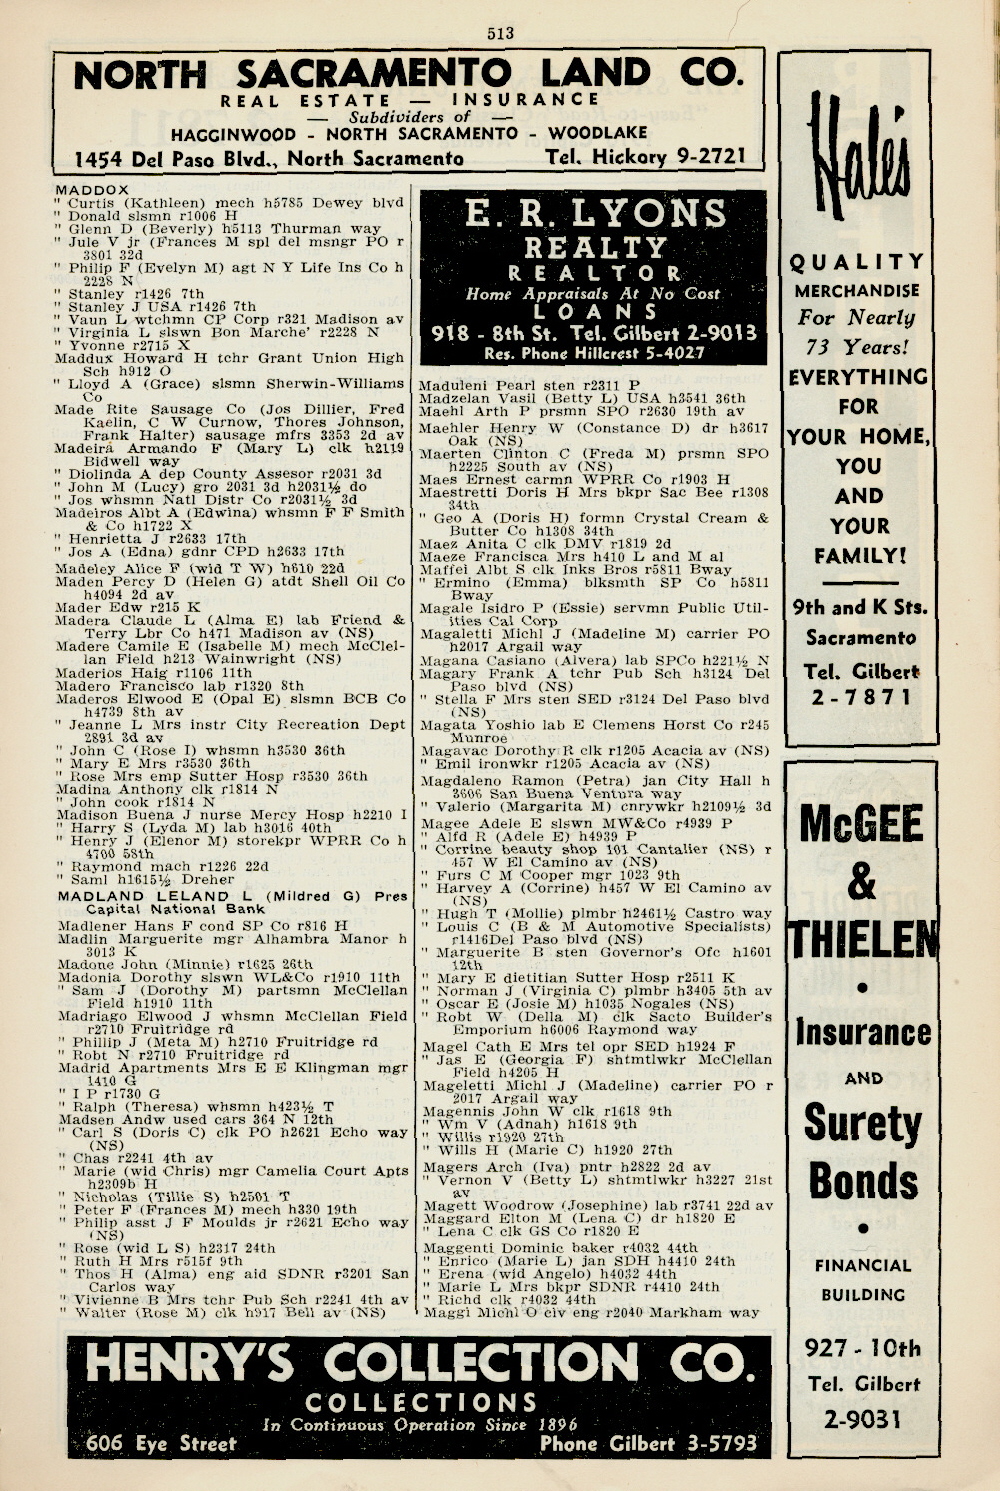 513
NORTH SACRAMENTO LAND CO.
REAL ESTATE — INSURANCE
— Subdividers of —
HAGGINWOOD - NORTH SACRAMENTO - WOODLAKE
1454 Del Paso Blvd., North Sacramento Tel. Hickory 9-2721
MADDOX
" Curtis (Kathleen) mech h5785 Dewey blvd
" Donald slsmn r1006 H
" Glenn D (Beverly) h5113 Thurman way
" Jule V jr (Frances M spl del msngr PO r
3801 32d
" Philip F (Evelyn M) agt N Y Life Ins Co h
2228 N
" Stanley r1426 7th
" Stanley J USA r1426 7th
" Vaun L wtchmn CP Corp r321 Madison av
" Virginia L slswn Bon Marche' r2228 N
" Yvonne r2715 X
Maddux Howard H tchr Grant Union High
Sch h912 O
" Lloyd A (Grace) slsmn Sherwin-Williams
Co
Made Rite Sausage Co (Jos Dillier, Fred
Kaelin, C W Curnow, Thores Johnson,
Frank Halter) sausage mfrs 3353 2d av
Madeira Armando F (Mary L) clk h2119
Bidwell way
" Diolinda A dep County Assesor r2031 3d
" John M (Lucy) gro 2031 3d h2031½ do
" Jos whsmn Natl Distr Co r2031½ 3d
Madeiros Albt A (Edwina) whsmn F F Smith
& Co h1722 X
" Henrietta J r2633 17th
" Jos A (Edna) gdnr CPD h2633 17th
Madeley Alice F (wid T W) h610 22d
Maden Percy D (Helen G) atdt Shell Oil Co
h4094 2d av
Mader Edw r215 K
Madera Claude L (Alma E) lab Friend &
Terry Lbr Co h471 Madison av (NS)
Madere Camile E (Isabelle M) mech McClel-
lan Field h213 Wainwright (NS)
Maderios Haig r1106 11th
Madero Francisco lab r1320 8th
Maderos Elwood E (Opal E) slsmn BCB Co
h4739 8th av
" Jeanne L Mrs instr City Recreation Dept
2891 3d av
" John C (Rose I) whsmn h3530 36th
" Mary E Mrs r3530 36th
" Rose Mrs emp Sutter Hosp r3530 36th
Madina Anthony clk r1814 N
" John cook r1814 N
Madison Buena J nurse Mercy Hosp h2210 I
" Harry S (Lyda M) lab h3016 40th
" Henry J (Elenor M) storekpr WPRR Co h
4700 58th
" Raymond mach r1226 22d
" Saml h1615½ Dreher
MADLAND LELAND L (Mildred G) Pres
Capital National Bank
Madlener Hans F cond SP Co r816 H
Madlin Marguerite mgr Alhambra Manor h
3013 K
Madone John (Minnie) r1625 26th
Madonia Dorothy slswn WL&Co r1910 11th
" Sam J (Dorothy M) partsmn McClellan
Field h1910 11th
Madriago Elwood J whsmn McClellan Field
r2710 Fruitridge rd
" Phillip J (Meta M) h2710 Fruitridge rd
" Robt N r2710 Fruitridge rd
Madrid Apartments Mrs E E Klingman mgr
1410 G
" I P r1730 G
" Ralph (Theresa) whsmn h423½ T
Madsen Andw used cars 364 N 12th
" Carl S (Doris C) clk PO h2621 Echo way
(NS)
" Chas r2241 4th av
" Marie (wid Chris) mgr Camelia Court Apts
h2309b H
" Nicholas (Tillie S) h2501 T
" Peter F (Frances M) mech h330 19th
" Philip asst J F Moulds jr r2621 Echo way
(NS)
" Rose (wid L S) h2317 24th
" Ruth H Mrs r515f 9th
" Thos H (Alma) eng aid SDNR r3201 San
Carlos way
" Vivienne B Mrs tchr Pub Sch r2241 4th av
" Walter (Rose M) clk h917 Bell av (NS)
E. R. LYONS
REALTY
REALTOR
Home Appraisals At No Cost
LOANS
918 - 8th St. Tel. Gilbert 2-9013
Res. Phone Hillcrest 5-4027
Maduleni Pearl sten r2311 P
Madzelan Vasil (Betty L) USA h3541 36th
Maehl Arth P prsmn SPO r2630 19th av
Maehler Henry W (Constance D) dr h3617
Oak (NS)
Maerten Clinton C (Freda M) prsmn SPO
h2225 South av (NS)
Maes Ernest carmn WPRR Co r1903 H
Maestretti Doris H Mrs bkpr Sac Bee r1308
34th
" Geo A (Doris H) formn Crystal Cream &
Butter Co h1308 34th
Maez Anita C clk DMV r1819 2d
Maeze Francisca Mrs h410 L and M al
Maffei Albt S clk Inks Bros r5811 Bway
" Ermino (Emma) blksmth SP Co h5811
Bway
Magale Isidro P (Essie) servmn Public Util-
ities Cal Corp
Magaletti Michl J (Madeline M) carrier PO
h2017 Argail way
Magana Casiano (Alvera) lab SPCo h221½ N
Magary Frank A tchr Pub Sch h3124 Del
Paso blvd (NS)
" Stella F Mrs sten SED r3124 Del Paso blvd
(NS)
Magata Yoshio lab E Clemens Horst Co r245
Munroe
Magavac Dorothy R clk r1205 Acacia av (NS)
" Emil ironwkr r1205 Acacia av (NS)
Magdaleno Ramon (Petra) jan City Hall h
3606 San Buena Ventura way
" Valerio (Margarita M) cnrywkr h2109½ 3d
Magee Adele E slswn MW&Co r4939 P
" Alfd R (Adele E) h4939 P
" Corrine beauty shop 101 Cantalier (NS) r
457 W El Camino av (NS)
" Furs C M Cooper mgr 1023 9th
" Harvey A (Corrine) h457 W El Camino av
(NS)
" Hugh T (Mollie) plmbr h2461½ Castro way
" Louis C (B & M Automotive Specialists)
r1416Del Paso blvd (NS)
" Marguerite B sten Governor's Ofc h1601
12th
" Mary E dietitian Sutter Hosp r2511 K
" Norman J (Virginia C) plmbr h3405 5th av
" Oscar E (Josie M) h1035 Nogales (NS)
" Robt W (Della M) clk Sacto Builder's
Emporium h6006 Raymond way
Magel Cath E Mrs tel opr SED h1924 F
" Jas E (Georgia F) shtmtlwkr McClellan
Field h4205 H
Mageletti Michl J (Madeline) carrier PO r
2017 Argail way
Magennis John W clk r1618 9th
" Wm V (Adnah) h1618 9th
" Willis r1920 27th
" Wills H (Marie C) h1920 27th
Magers Arch (Iva) pntr h2822 2d av
" Vernon V (Betty L) shtmtlwkr h3227 21st
av
Magett Woodrow (Josephine) lab r3741 22d av
Maggard Elton M (Lena C) dr h1820 E
" Lena C clk GS Co r1820 E
Maggenti Dominic baker r4032 44th
" Enrico (Marie L) jan SDH h4410 24th
" Erena (wid Angelo) h4032 44th
" Marie L Mrs bkpr SDNR r4410 24th
" Richd clk r4032 44th
Maggi Michl O civ eng r2040 Markham way
Hale's
QUALITY
MERCHANDISE
For Nearly
73 Years!
EVERYTHING
FOR
YOUR HOME,
YOU
AND
YOUR
FAMILY!
9th and K Sts.
Sacramento
Tel. Gilbert
2-7871
McGEE
&
THIELEN
•
Insurance
AND
Surety
Bonds
•
FINANCIAL
BUILDING
927 - 10th
Tel. Gilbert
2-9031
HENRY'S COLLECTION CO.
COLLECTIONS
In Continuous Operation Since 1896
606 Eye Street Phone Gilbert 3-5793